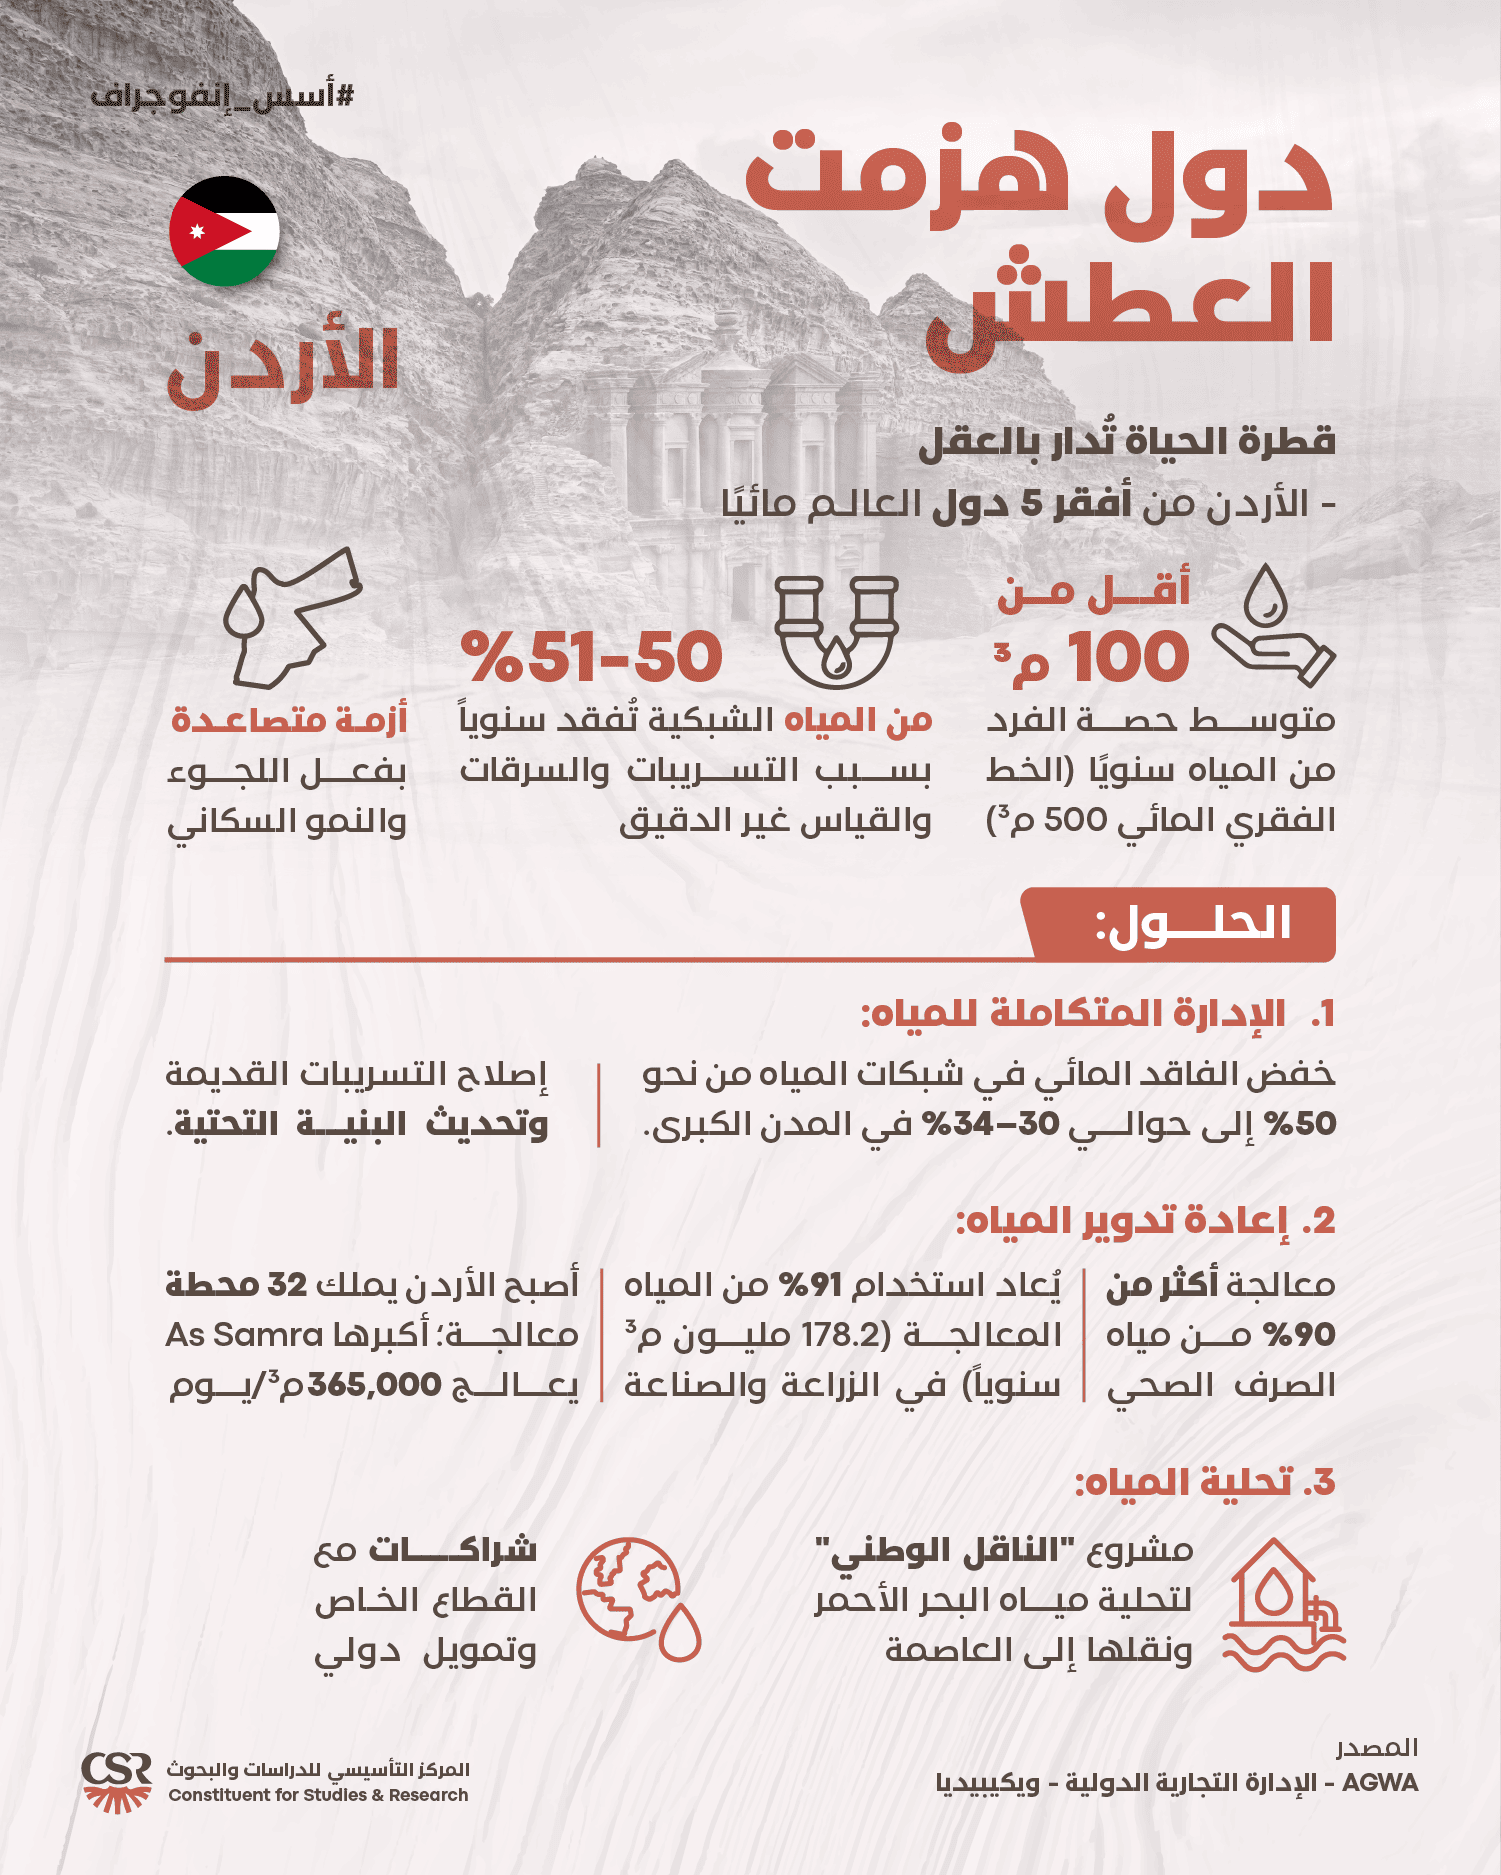 #أسس_إنفوجراف
دول هزمت
العطش
الأردن
قطرة الحياة تُدار بالعقل
- الأردن من أفقر 5 دول العالم مائيًا
أقل من
100 م³
متوسط حصة الفرد
من المياه سنويًا (الخط
الفقري المائي 500 م³)
%51-50
من المياه الشبكية تُفقد سنوياً
بسبب التسريبات والسرقات
والقياس غير الدقيق
أزمة متصاعدة
بفعل اللجوء
والنمو السكاني
الحلول:
1. الإدارة المتكاملة للمياه:
خفض الفاقد المائي في شبكات المياه من نحو
50% إلى حوالي 30–34% في المدن الكبرى.
إصلاح التسريبات القديمة
وتحديث البنية التحتية.
2. إعادة تدوير المياه:
معالجة أكثر من
90% من مياه
الصرف الصحي
يُعاد استخدام 91% من المياه
المعالجة (178.2 مليون م³
سنوياً) في الزراعة والصناعة
أصبح الأردن يملك 32 محطة
معالجة؛ أكبرها As Samra
يعالج 365,000 م³/يوم
3. تحلية المياه:
مشروع "الناقل الوطني"
لتحلية مياه البحر الأحمر
ونقلها إلى العاصمة
شراكات مع
القطاع الخاص
وتمويل دولي
المصدر
AGWA - الإدارة التجارية الدولية - ويكيبيديا
CSR
المركز التأسيسي للدراسات والبحوث
Constituent for Studies & Research